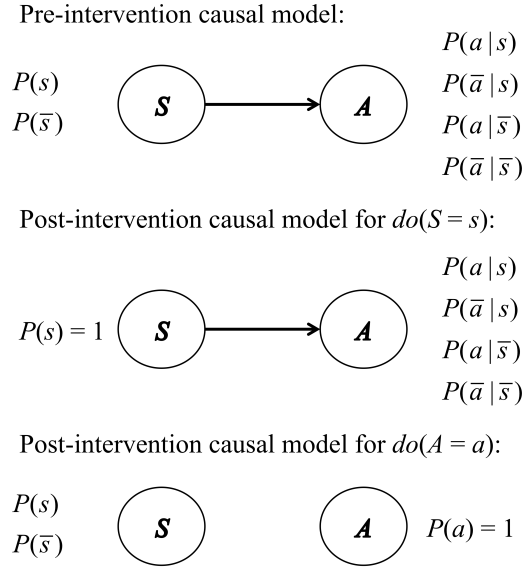 Pre-intervention causal model:
P(a|s)
P(s) S A P(a̅|s)
P(s̅) P(a|s̅)
P(a̅|s̅)
Post-intervention causal model for do(S = s):
P(a|s)
P(s) = 1 S A P(a̅|s)
P(a|s̅)
P(a̅|s̅)
Post-intervention causal model for do(A = a):
P(s) S A P(a) = 1
P(s̅)